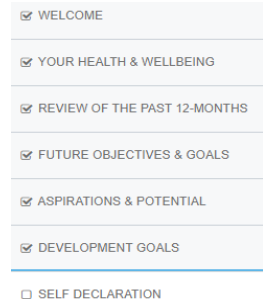 WELCOME
YOUR HEALTH & WELLBEING
REVIEW OF THE PAST 12-MONTHS
FUTURE OBJECTIVES & GOALS
ASPIRATIONS & POTENTIAL
DEVELOPMENT GOALS
SELF DECLARATION